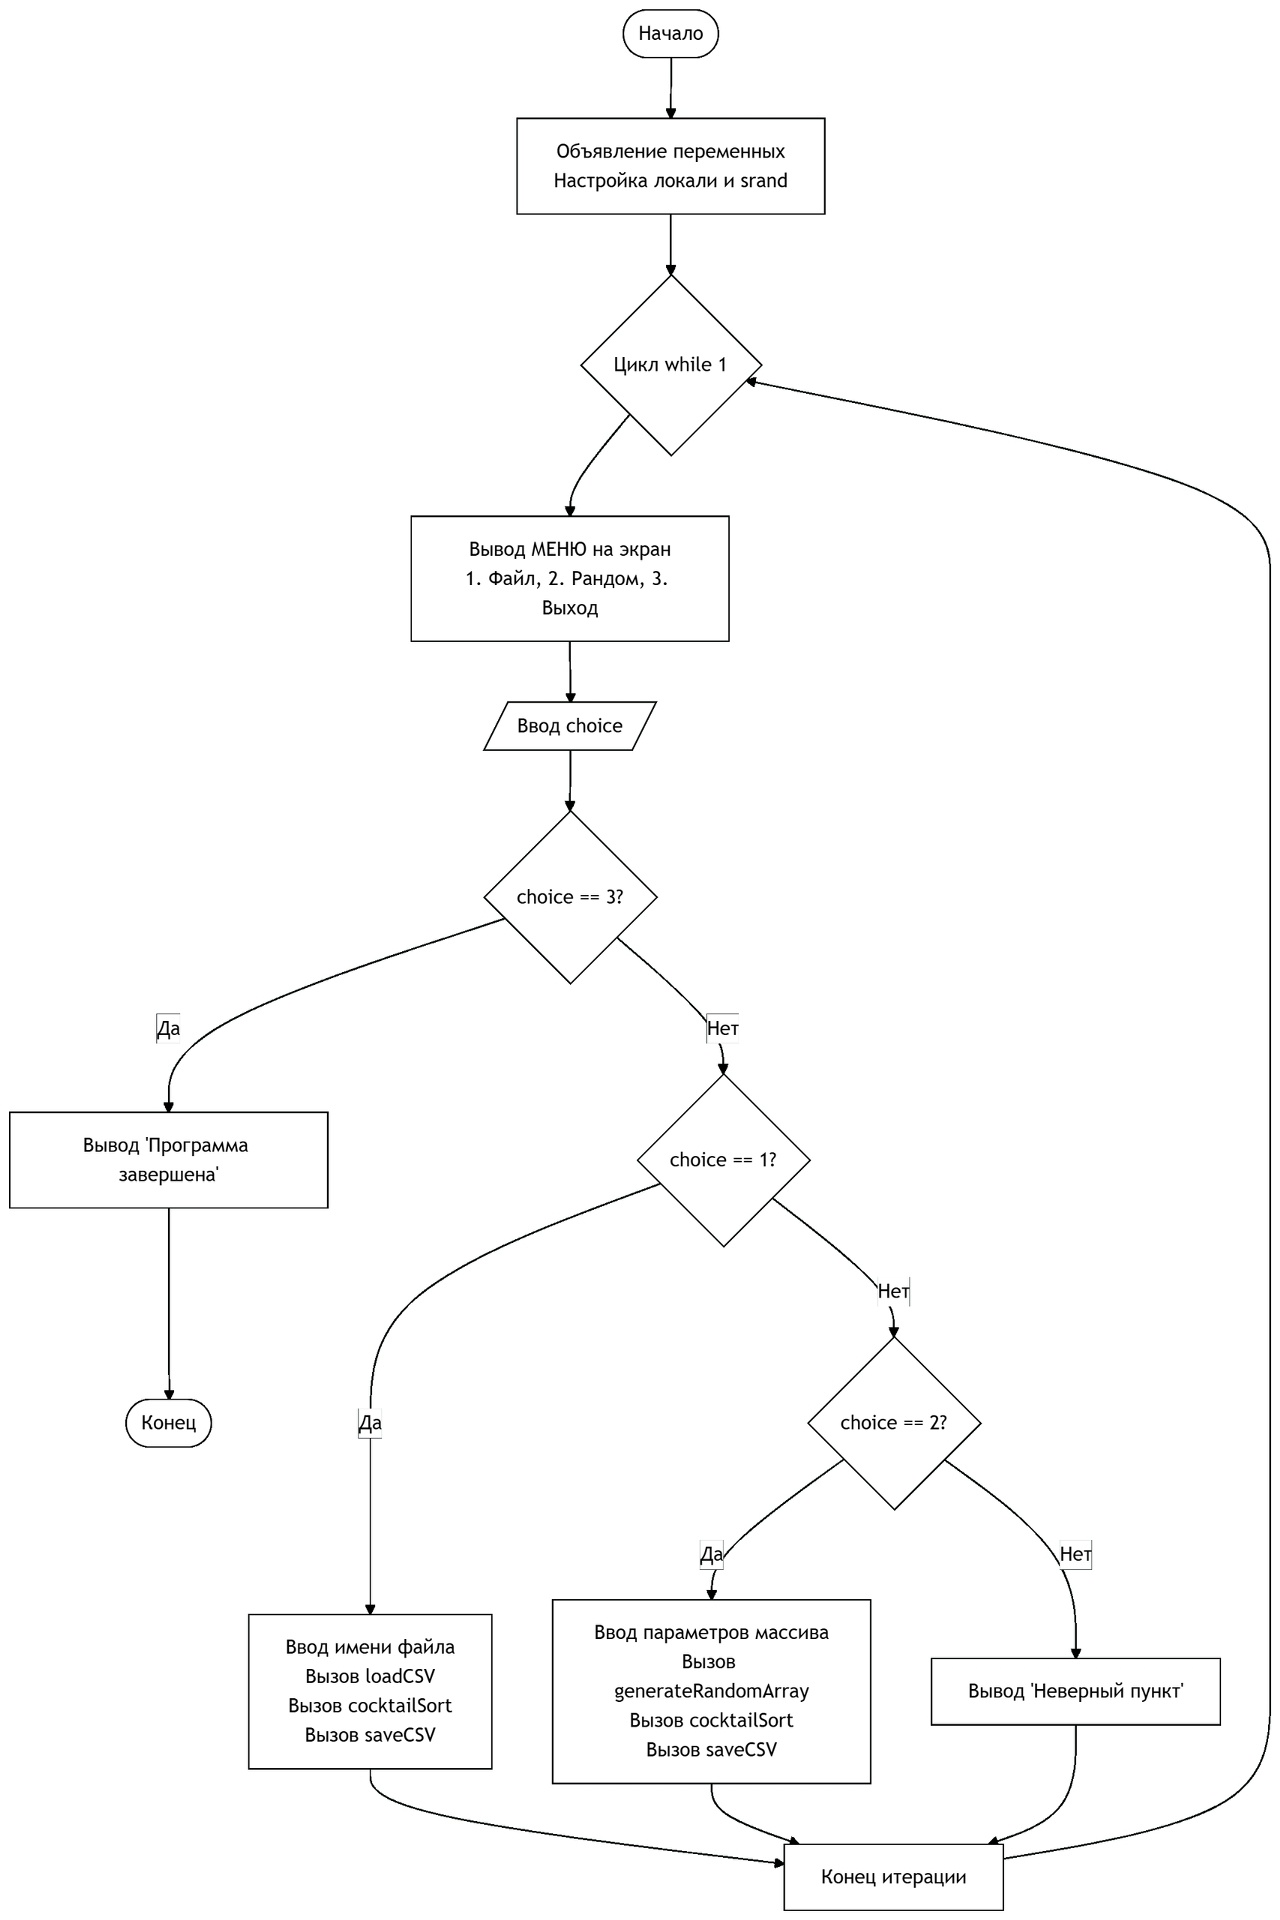 Начало
Объявление переменных
Настройка локали и srand
Цикл while 1
Вывод МЕНЮ на экран
1. Файл, 2. Рандом, 3.
Выход
Ввод choice
choice == 3?
Да
Нет
Вывод 'Программа
завершена'
choice == 1?
Нет
Конец
Да
choice == 2?
Да
Нет
Ввод имени файла
Вызов loadCSV
Вызов cocktailSort
Вызов saveCSV
Ввод параметров массива
Вызов
generateRandomArray
Вызов cocktailSort
Вызов saveCSV
Вывод 'Неверный пункт'
Конец итерации